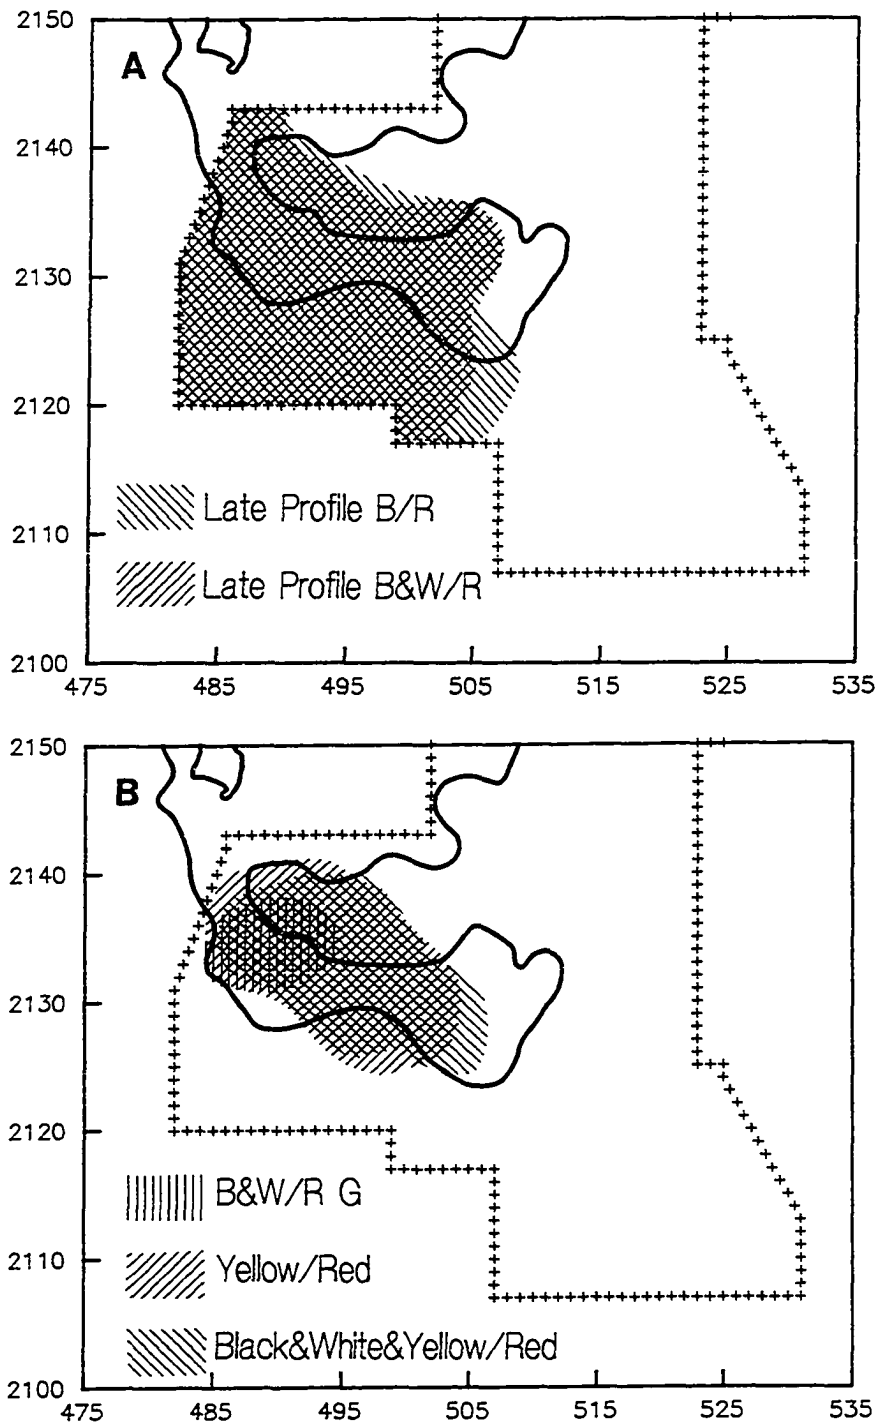 2150
A
2140
2130
2120
Late Profile B/R
2110
Late Profile B&W/R
2100
475 485 495 505 515 525 535
2150
B
2140
2130
2120
B&W/R G
2110
Yellow/Red
Black&White&Yellow/Red
2100
475 485 495 505 515 525 535